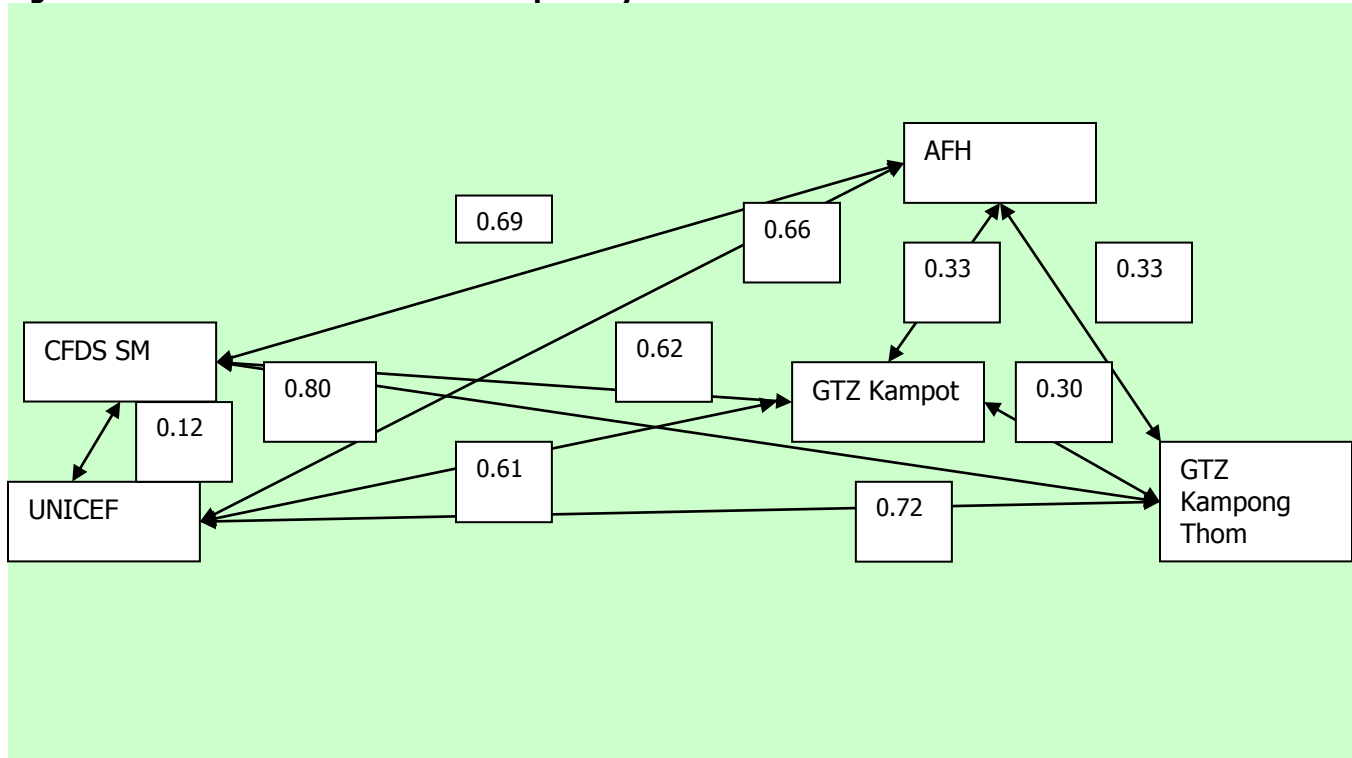 AFH
0.69
0.66
0.33
0.33
CFDS SM
0.62
0.80
GTZ Kampot
0.30
0.12
0.61
GTZ
Kampong
Thom
UNICEF
0.72